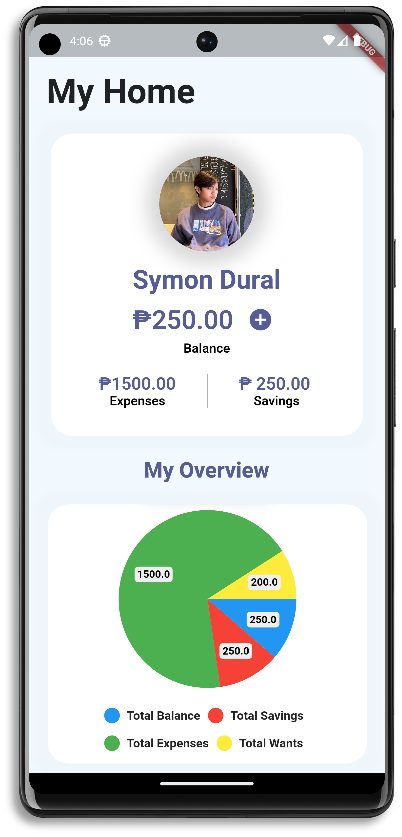 4:06
BUG
My Home
Symon Dural
₱250.00
Balance
₱1500.00 ₱ 250.00
Expenses Savings
My Overview
1500.0
200.0
250.0
250.0
Total Balance Total Savings
Total Expenses Total Wants